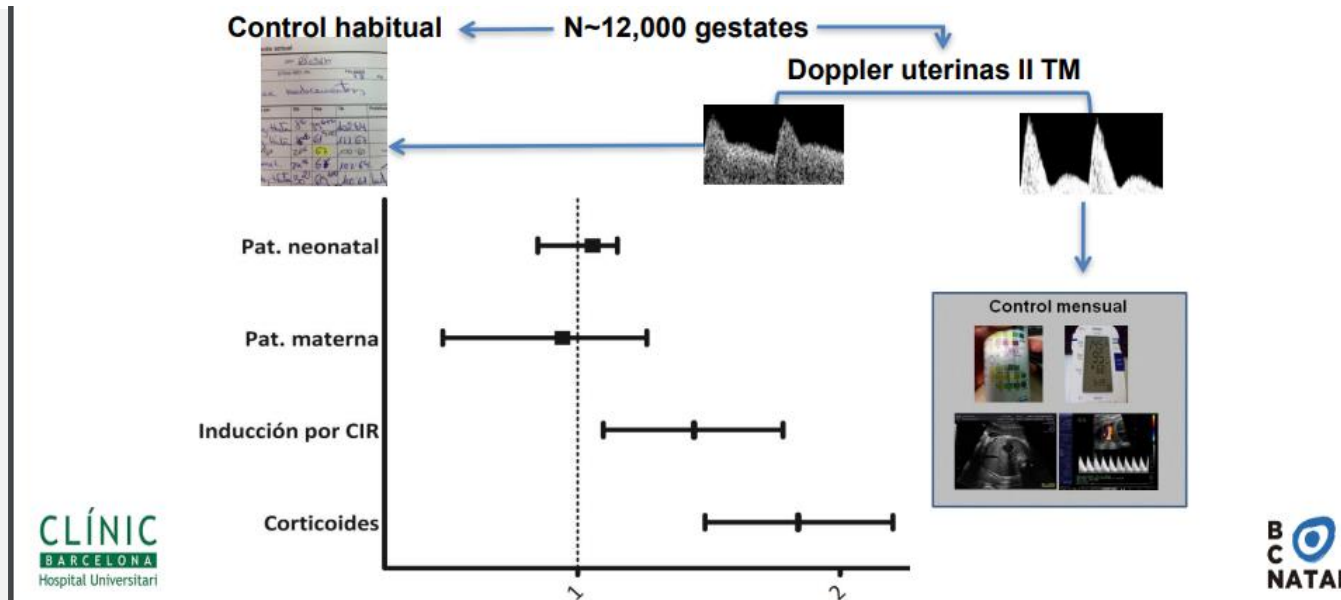 Control habitual
N~12,000 gestates
Doppler uterinas II TM
Pat. neonatal
Pat. materna
Inducción por CIR
Corticoides
1
2
Control mensual
CLÍNIC
BARCELONA
Hospital Universitari
B
C
NATAL